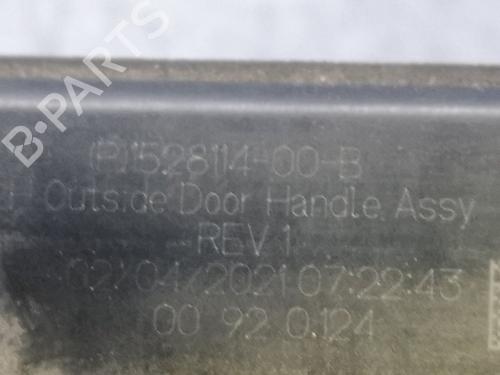 (P)1528114-00-B
Outside Door Handle Assy
REV 1
02/04/2021 07:22:43
00 92 0124
B-PARTS